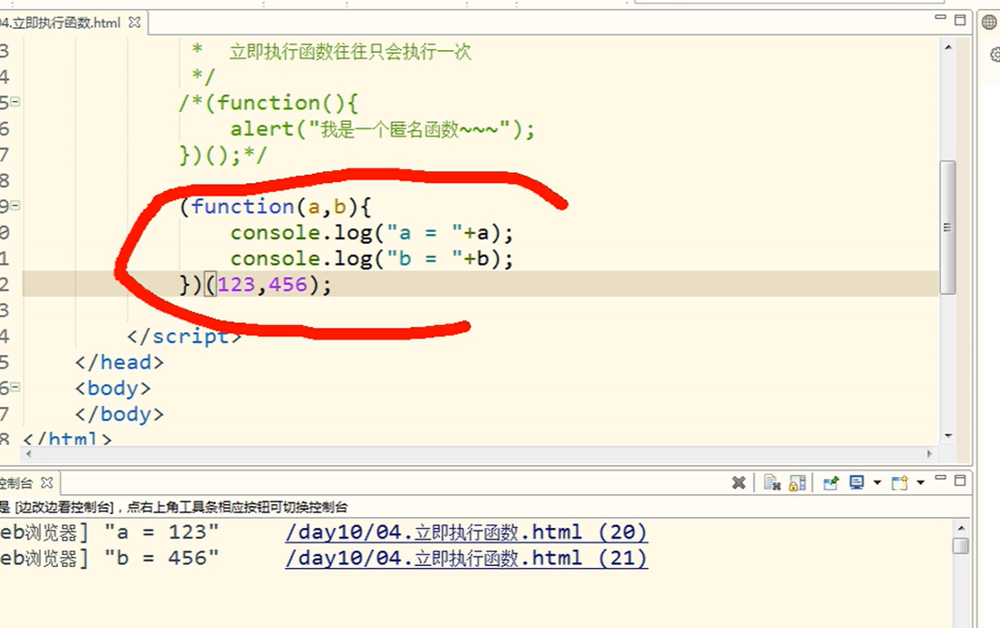 04.立即执行函数.html
3 * 立即执行函数往往只会执行一次
4 */
5 /*(function(){
6 alert("我是一个匿名函数~~~");
7 })();*/
8
9 (function(a,b){
0 console.log("a = "+a);
1 console.log("b = "+b);
2 })(123,456);
3
4 </script>
5 </head>
6 <body>
7 </body>
8 </html>
控制台
是 [边改边看控制台]，点右上角工具条相应按钮可切换控制台
eb浏览器] "a = 123" /day10/04.立即执行函数.html (20)
eb浏览器] "b = 456" /day10/04.立即执行函数.html (21)